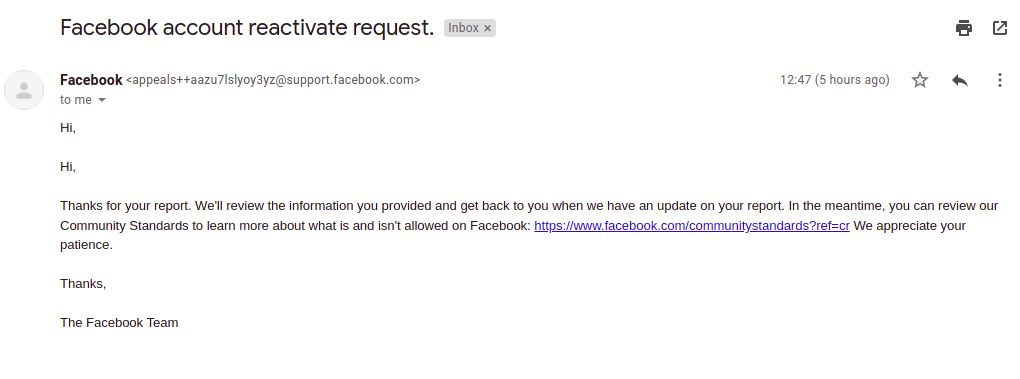 Facebook account reactivate request. Inbox ×
Facebook <appeals++aazu7lslyoy3yz@support.facebook.com> 12:47 (5 hours ago)
to me
Hi,
Hi,
Thanks for your report. We'll review the information you provided and get back to you when we have an update on your report. In the meantime, you can review our
Community Standards to learn more about what is and isn't allowed on Facebook: https://www.facebook.com/communitystandards?ref=cr We appreciate your
patience.
Thanks,
The Facebook Team